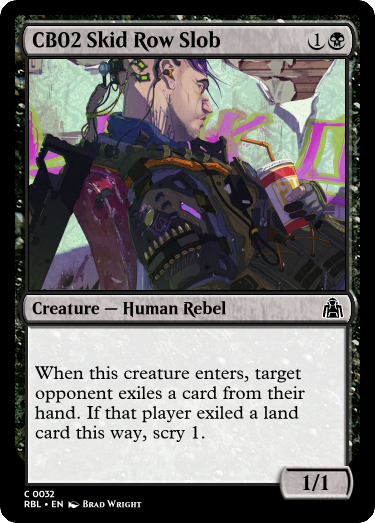 CB02 Skid Row Slob 1
Creature — Human Rebel
When this creature enters, target
opponent exiles a card from their
hand. If that player exiled a land
card this way, scry 1.
1/1
C 0032
RBL • EN Brad Wright